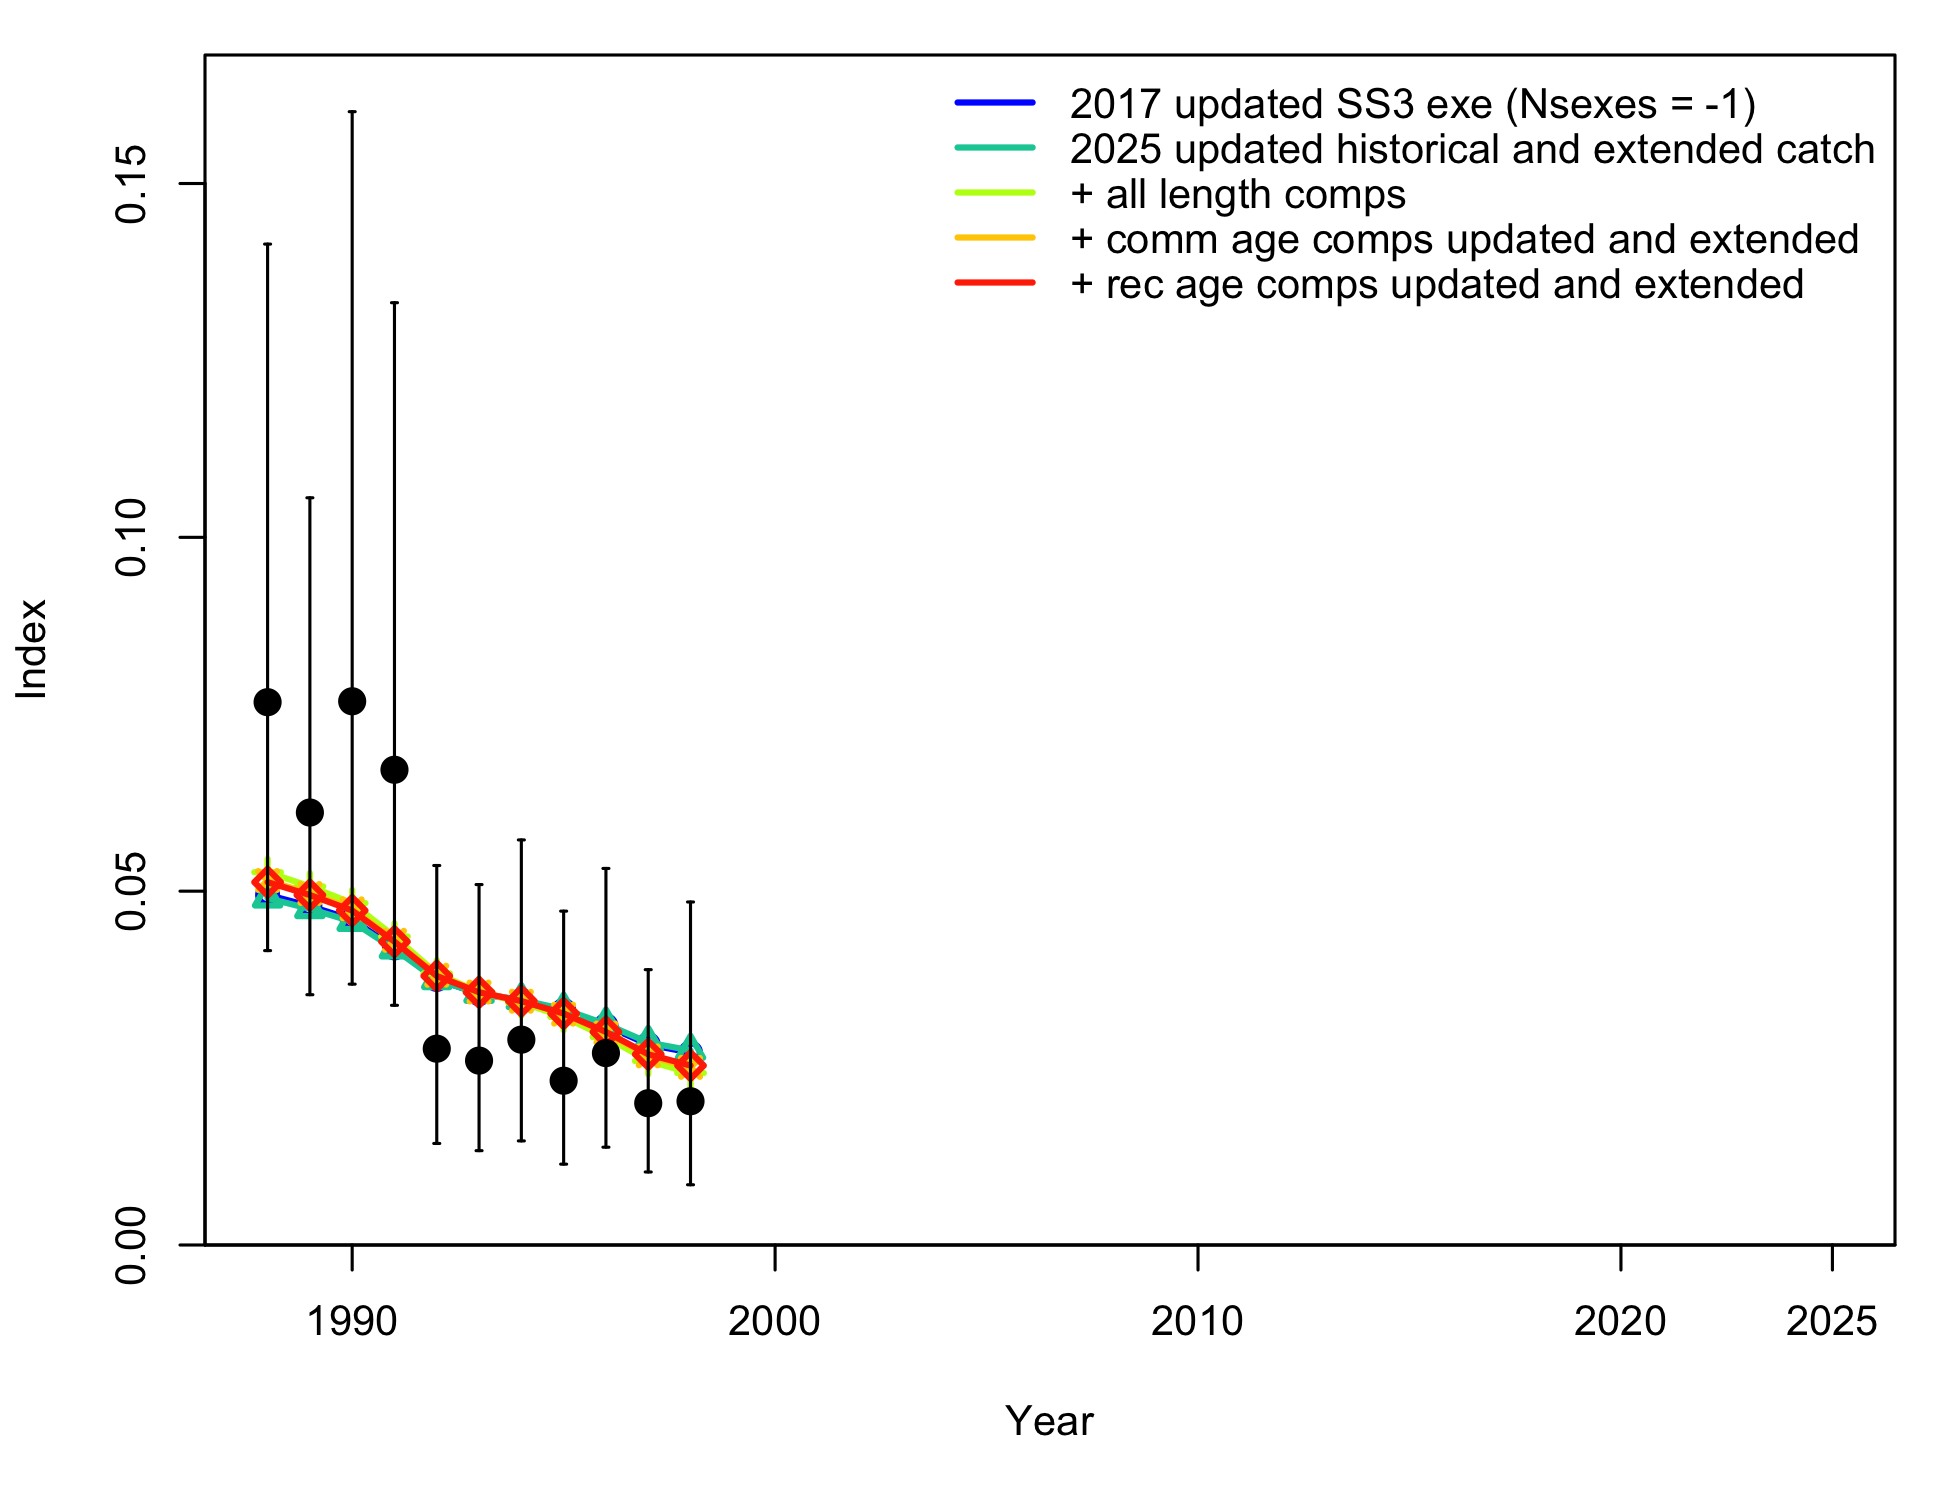 2017 updated SS3 exe (Nsexes = -1)
2025 updated historical and extended catch
+ all length comps
+ comm age comps updated and extended
+ rec age comps updated and extended
0.15
0.10
0.05
0.00
Index
1990 2000 2010 2020 2025
Year